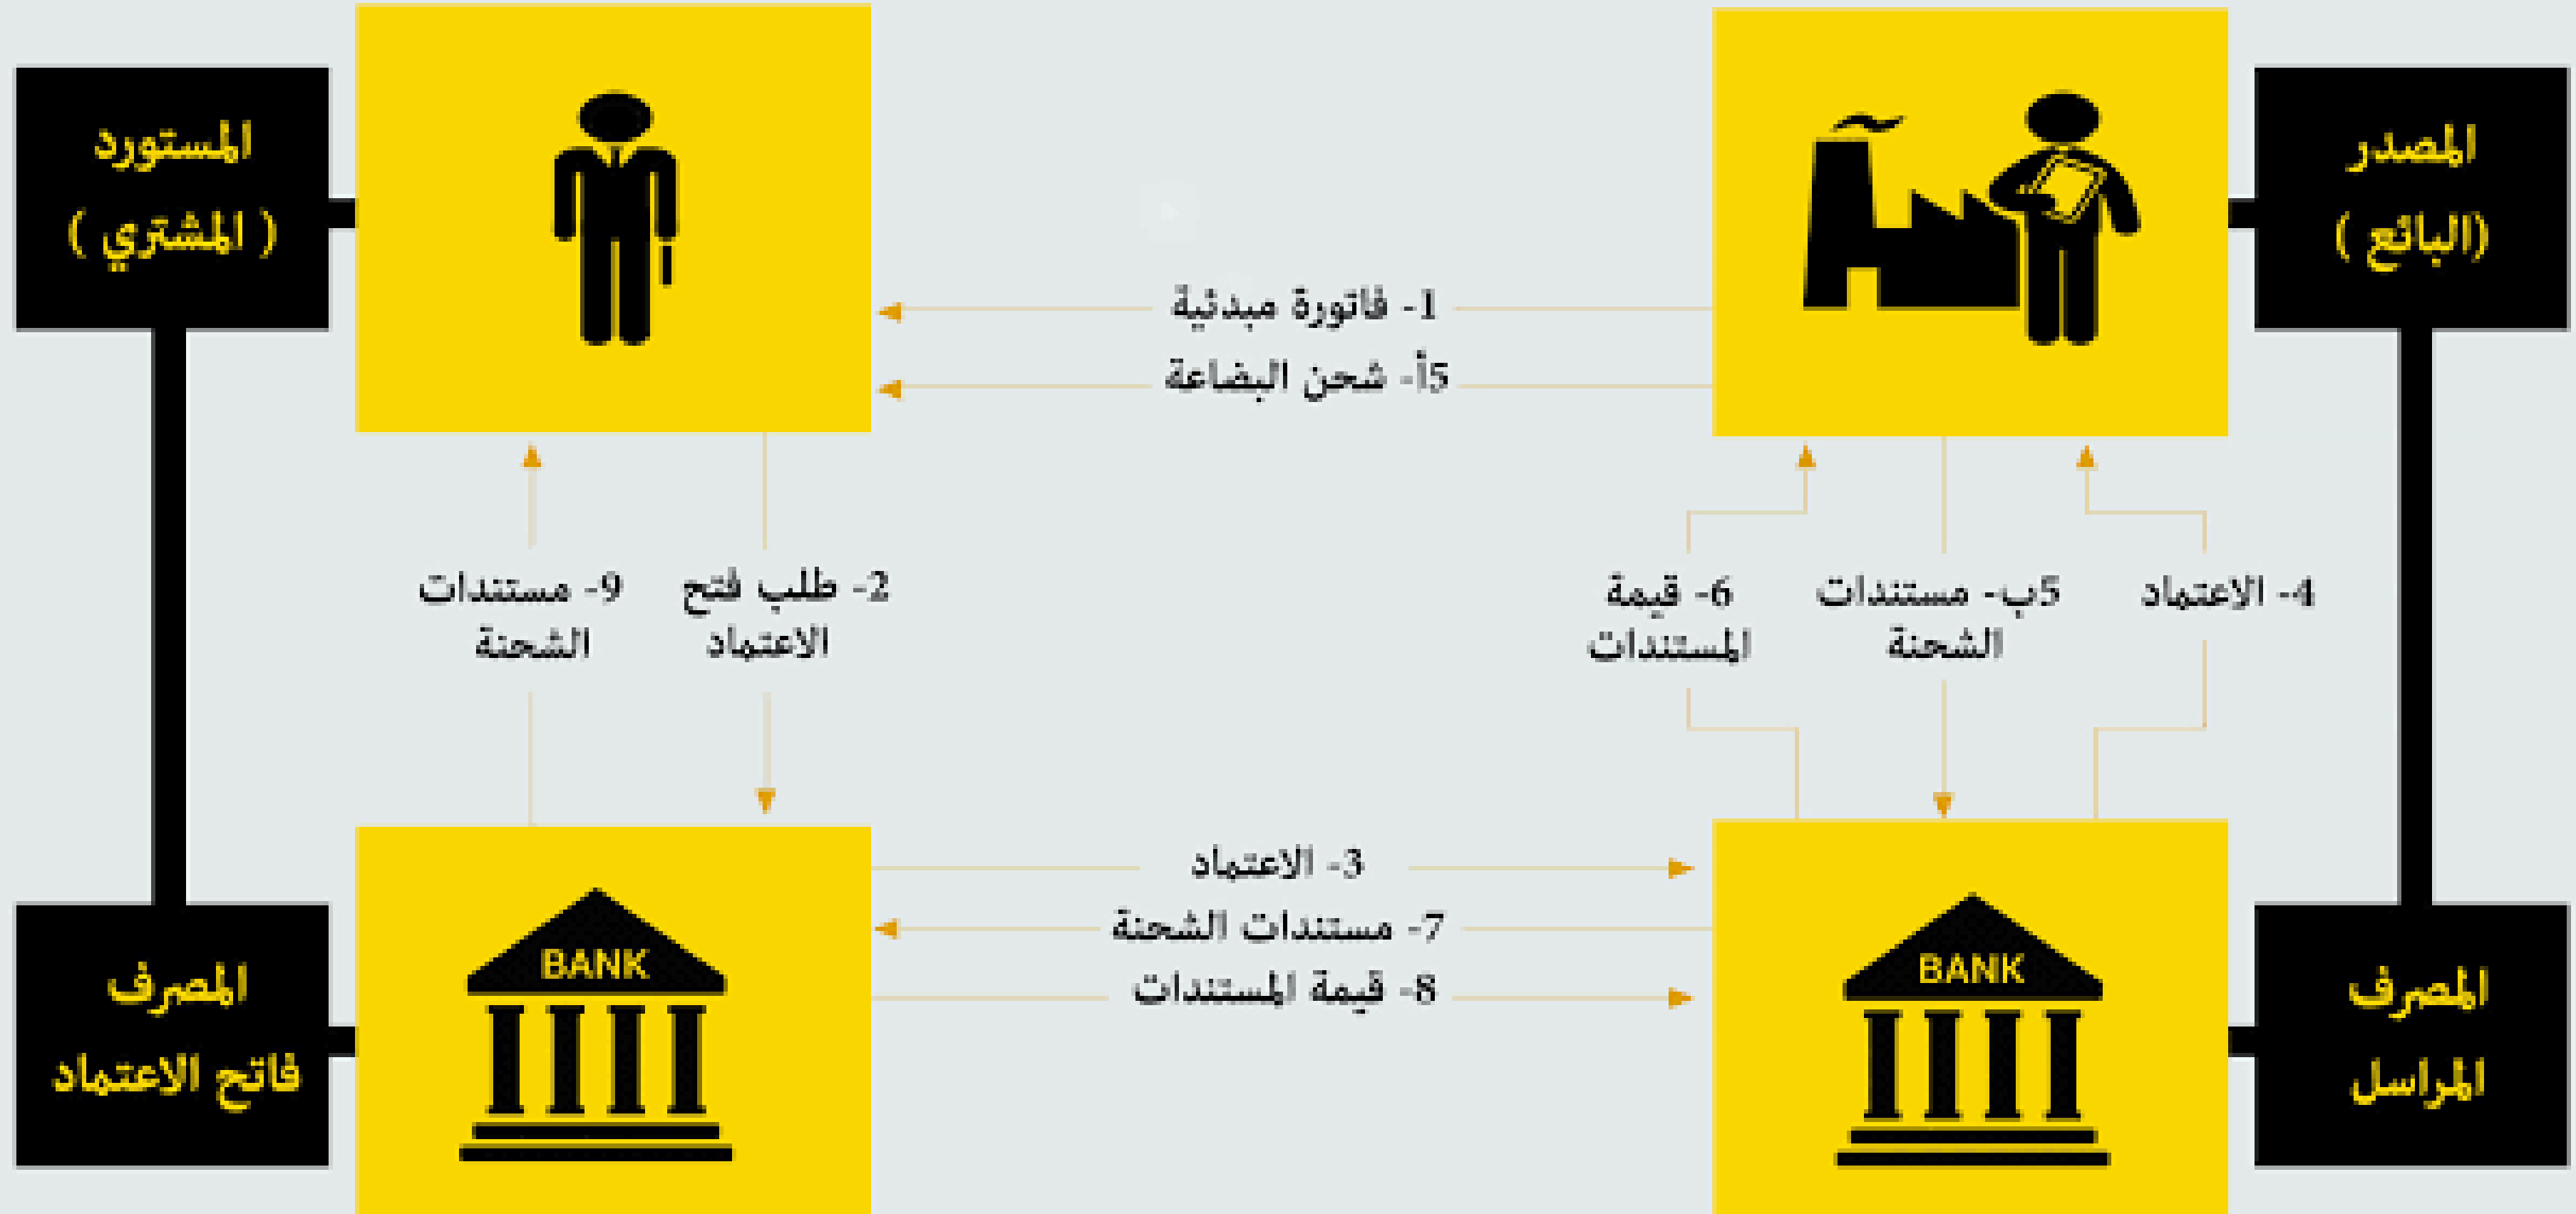 المصدر
(البائع )
المستورد
( المشتري )
1- فاتورة مبدئية
5أ- شحن البضاعة
4- الاعتماد
5ب- مستندات
الشحنة
6- قيمة
المستندات
2- طلب فتح
الاعتماد
9- مستندات
الشحنة
3- الاعتماد
7- مستندات الشحنة
8- قيمة المستندات
BANK
المصرف
المراسل
BANK
المصرف
فاتح الاعتماد